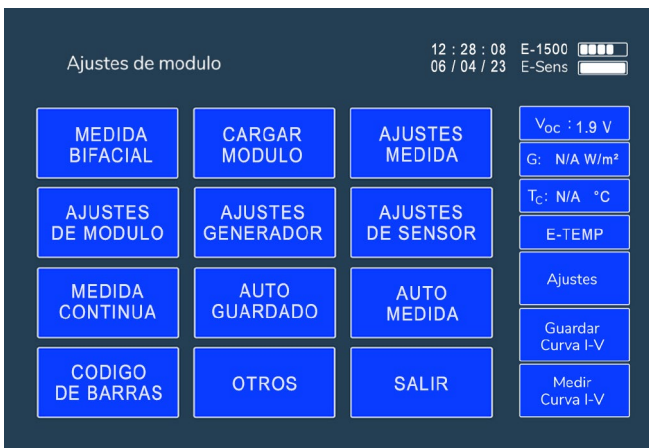 Ajustes de modulo
12 : 28 : 08 E-1500
06 / 04 / 23 E-Sens
MEDIDA
BIFACIAL
CARGAR
MODULO
AJUSTES
MEDIDA
AJUSTES
DE MODULO
AJUSTES
GENERADOR
AJUSTES
DE SENSOR
MEDIDA
CONTINUA
AUTO
GUARDADO
AUTO
MEDIDA
CODIGO
DE BARRAS
OTROS
SALIR
VOC : 1.9 V
G: N/A W/m²
TC: N/A °C
E-TEMP
Ajustes
Guardar
Curva I-V
Medir
Curva I-V